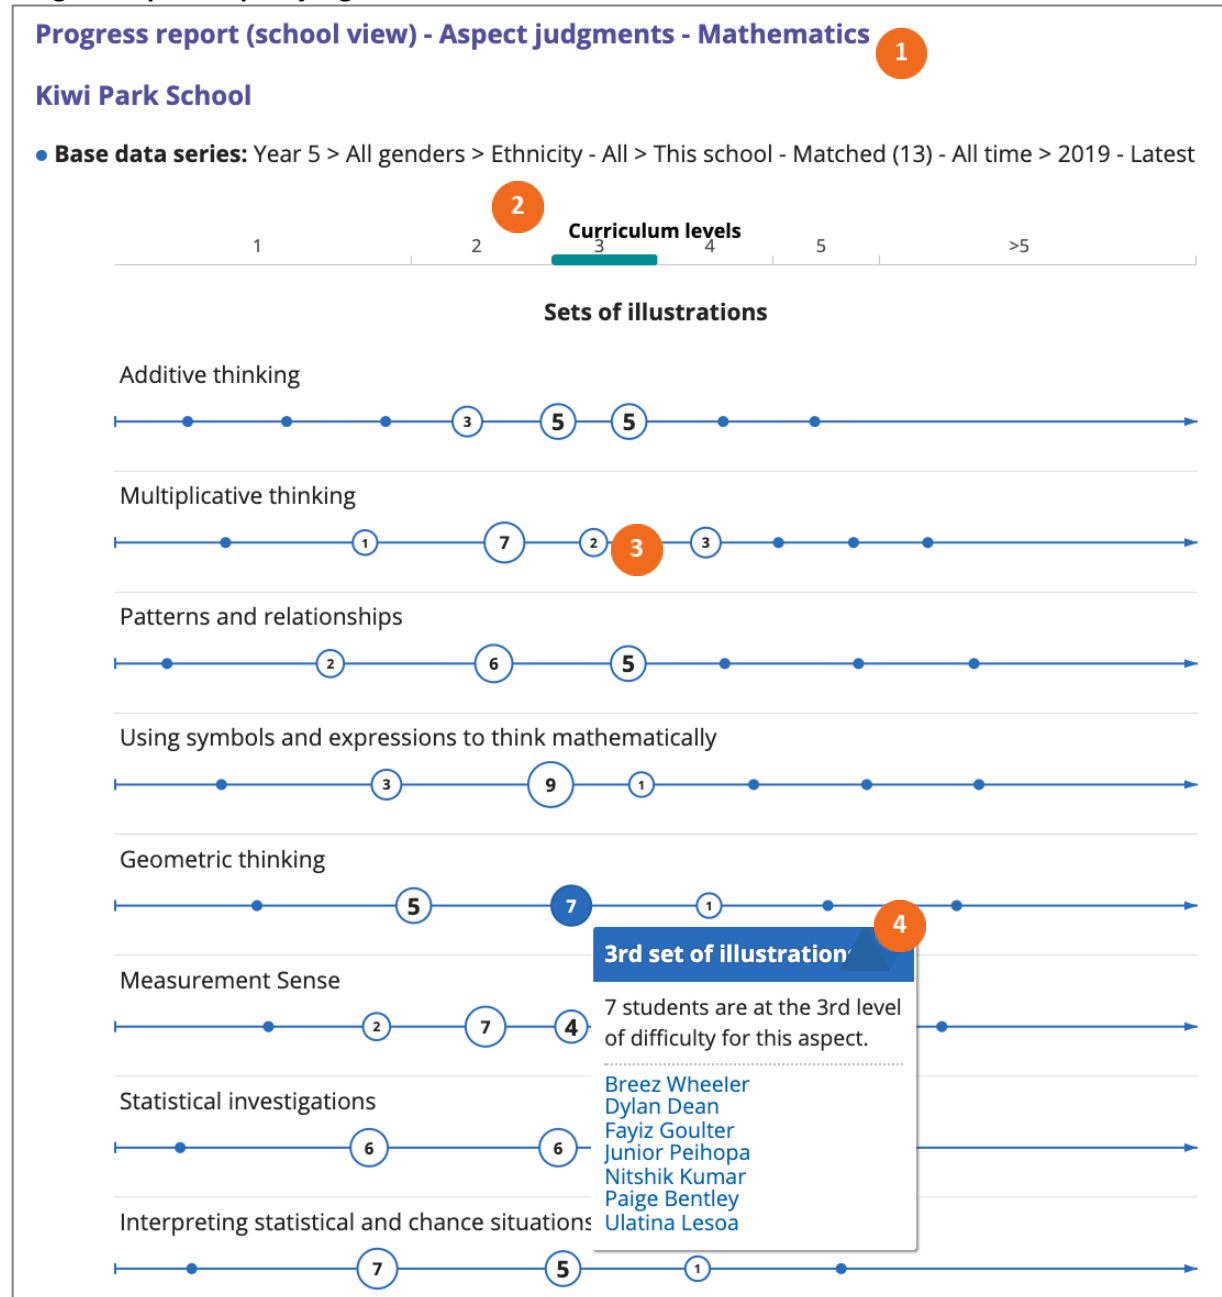 Progress report (school view) - Aspect judgments - Mathematics
1
Kiwi Park School
Base data series: Year 5 > All genders > Ethnicity - All > This school - Matched (13) - All time > 2019 - Latest
2
Curriculum levels
1 2 3 4 5 >5
Sets of illustrations
Additive thinking
3 5 5
Multiplicative thinking
1 7 2 3 3
Patterns and relationships
2 6 5
Using symbols and expressions to think mathematically
3 9 1
Geometric thinking
5 7 1
4
3rd set of illustration
7 students are at the 3rd level
of difficulty for this aspect.
Breez Wheeler
Dylan Dean
Fayiz Goulter
Junior Peihopa
Nitshik Kumar
Paige Bentley
Ulatina Lesoa
Measurement Sense
2 7 4
Statistical investigations
6 6
Interpreting statistical and chance situations
7 5 1